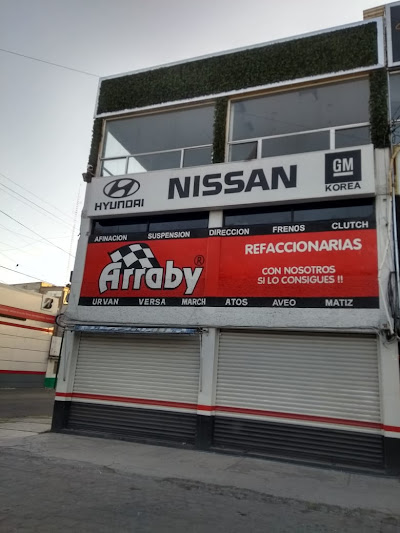 HYUNDAI NISSAN GM
KOREA
AFINACION SUSPENSION DIRECCION FRENOS CLUTCH
Arraby ® REFACCIONARIAS
CON NOSOTROS
SI LO CONSIGUES !!
URVAN VERSA MARCH ATOS AVEO MATIZ